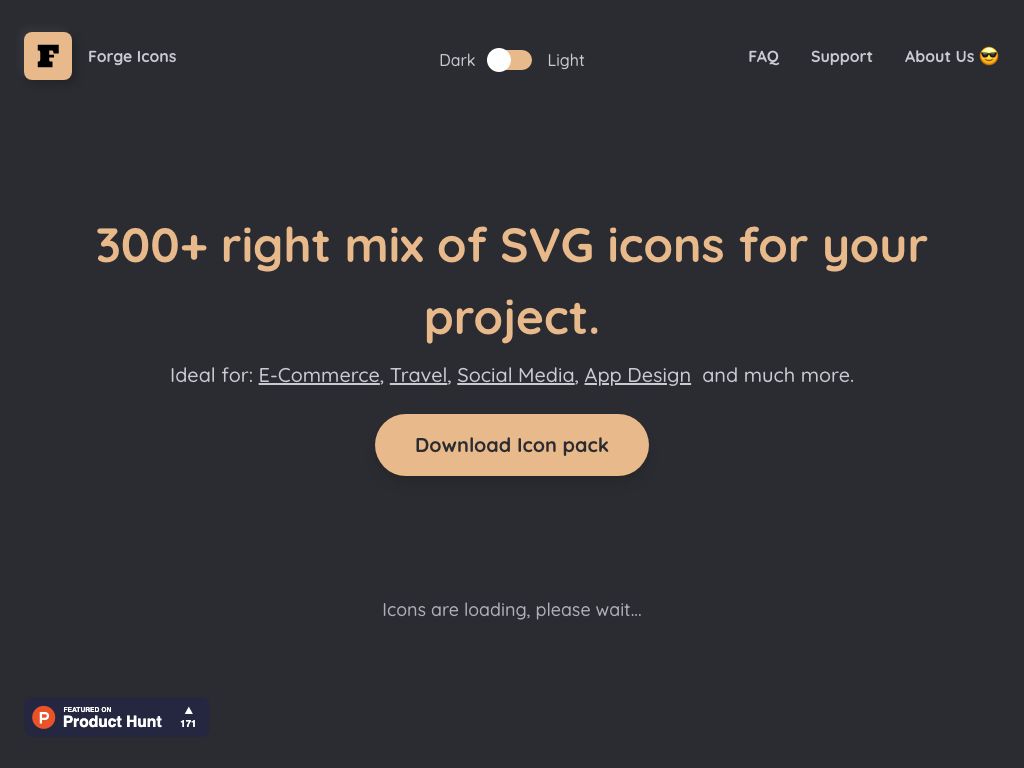 F
Forge Icons
Dark
Light
FAQ
Support
About Us 😎
300+ right mix of SVG icons for your
project.
Ideal for: E-Commerce, Travel, Social Media, App Design and much more.
Download Icon pack
Icons are loading, please wait...
P
FEATURED ON
Product Hunt
▲
171